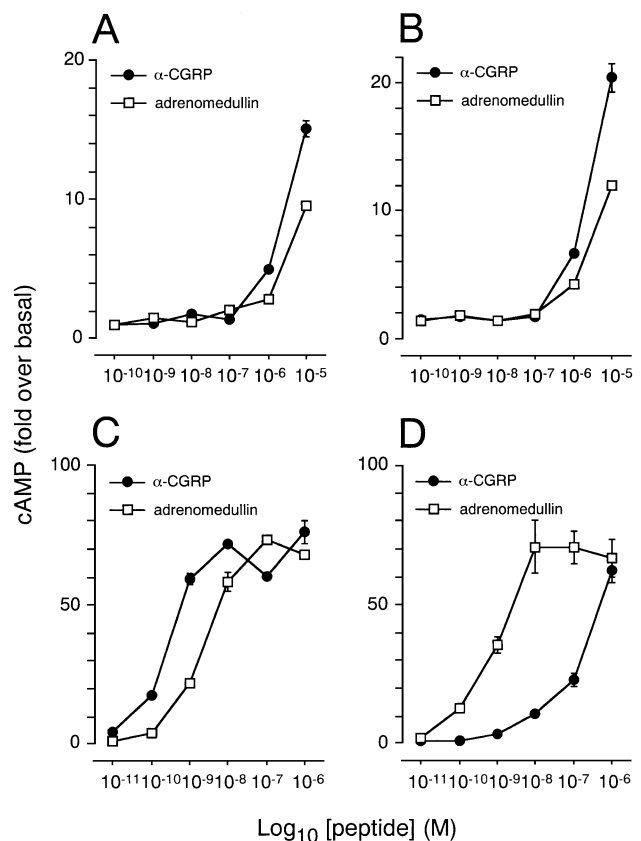 A
B
20
α-CGRP
adrenomedullin
10
0
10-10 10-9 10-8 10-7 10-6 10-5
20
α-CGRP
adrenomedullin
10
0
10-10 10-9 10-8 10-7 10-6 10-5
cAMP (fold over basal)
C
D
100
α-CGRP
adrenomedullin
50
0
10-11 10-10 10-9 10-8 10-7 10-6
100
α-CGRP
adrenomedullin
50
0
10-11 10-10 10-9 10-8 10-7 10-6
Log10 [peptide] (M)